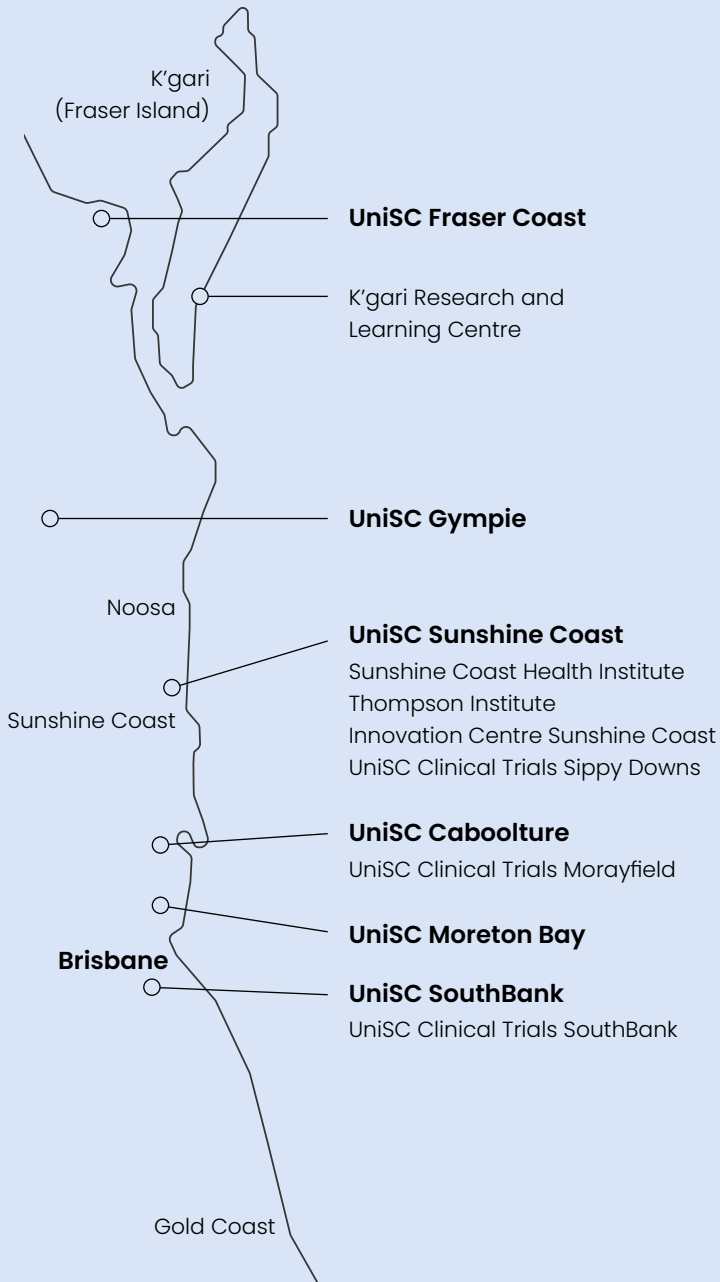 K'gari
(Fraser Island)
UniSC Fraser Coast
K'gari Research and
Learning Centre
UniSC Gympie
Noosa
UniSC Sunshine Coast
Sunshine Coast Health Institute
Thompson Institute
Sunshine Coast
Innovation Centre Sunshine Coast
UniSC Clinical Trials Sippy Downs
UniSC Caboolture
UniSC Clinical Trials Morayfield
UniSC Moreton Bay
Brisbane
UniSC SouthBank
UniSC Clinical Trials SouthBank
Gold Coast